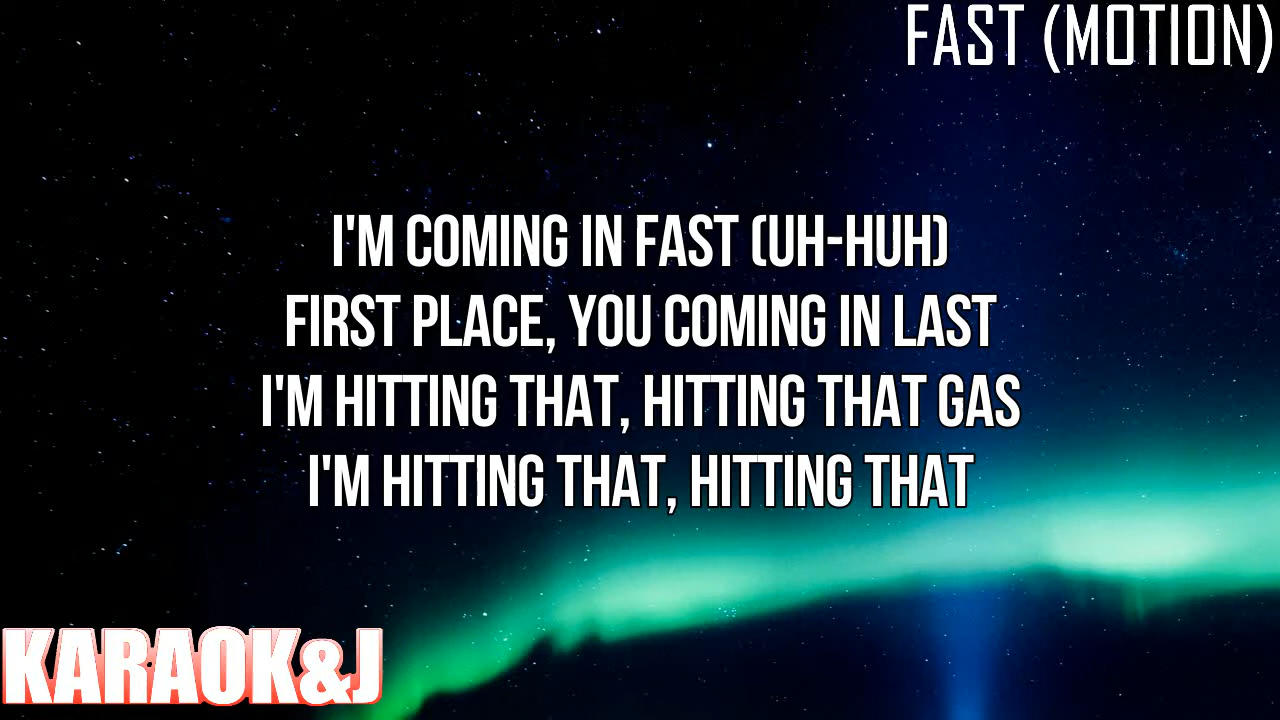 FAST (MOTION)
I'M COMING IN FAST (UH-HUH)
FIRST PLACE, YOU COMING IN LAST
I'M HITTING THAT, HITTING THAT GAS
I'M HITTING THAT, HITTING THAT
KARAOK&J